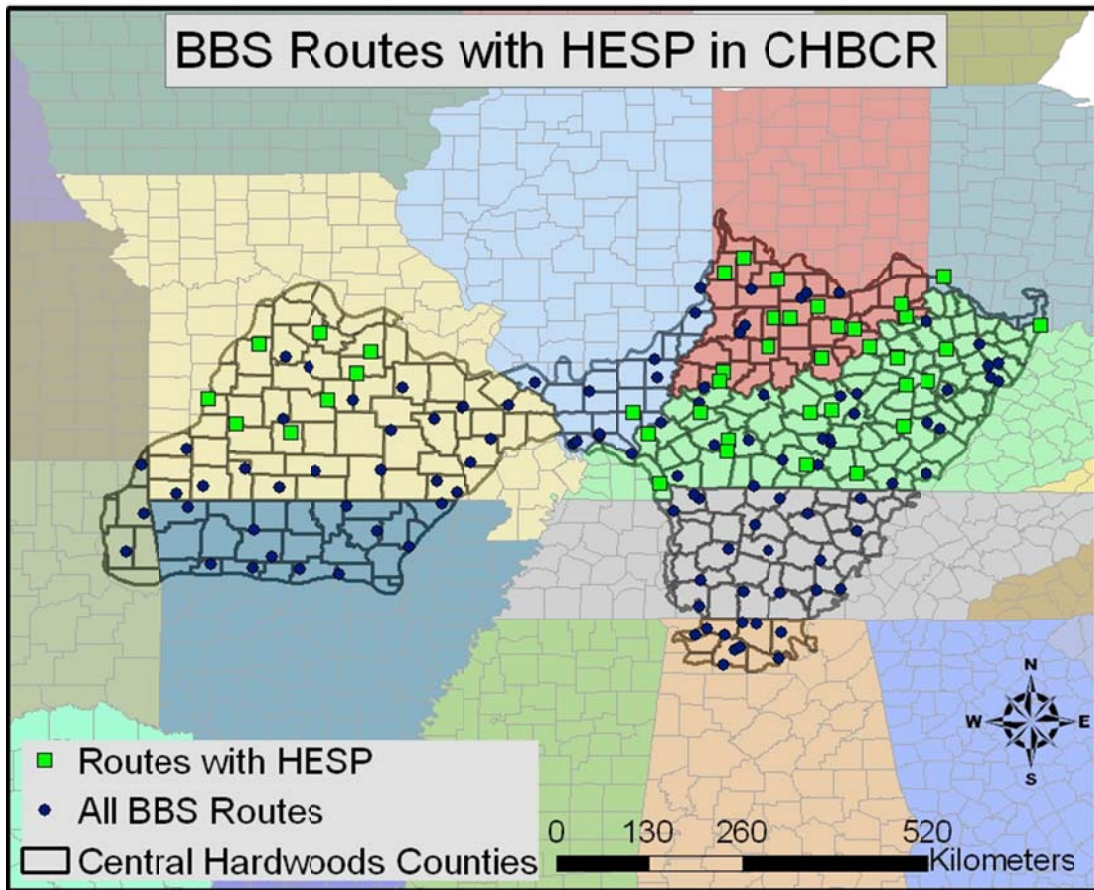 BBS Routes with HESP in CHBCR
N
W E
S
Routes with HESP
All BBS Routes
Central Hardwoods Counties
0 130 260 520
Kilometers